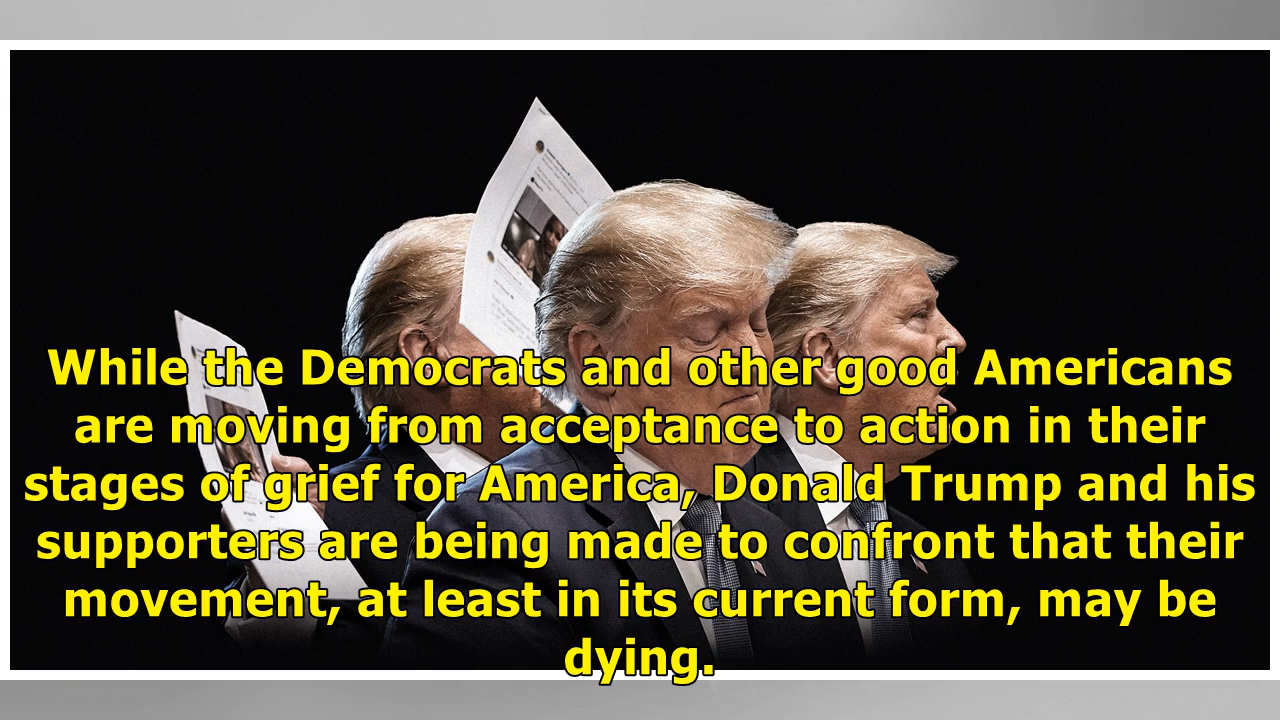 While the Democrats and other good Americans
are moving from acceptance to action in their
stages of grief for America, Donald Trump and his
supporters are being made to confront that their
movement, at least in its current form, may be
dying.